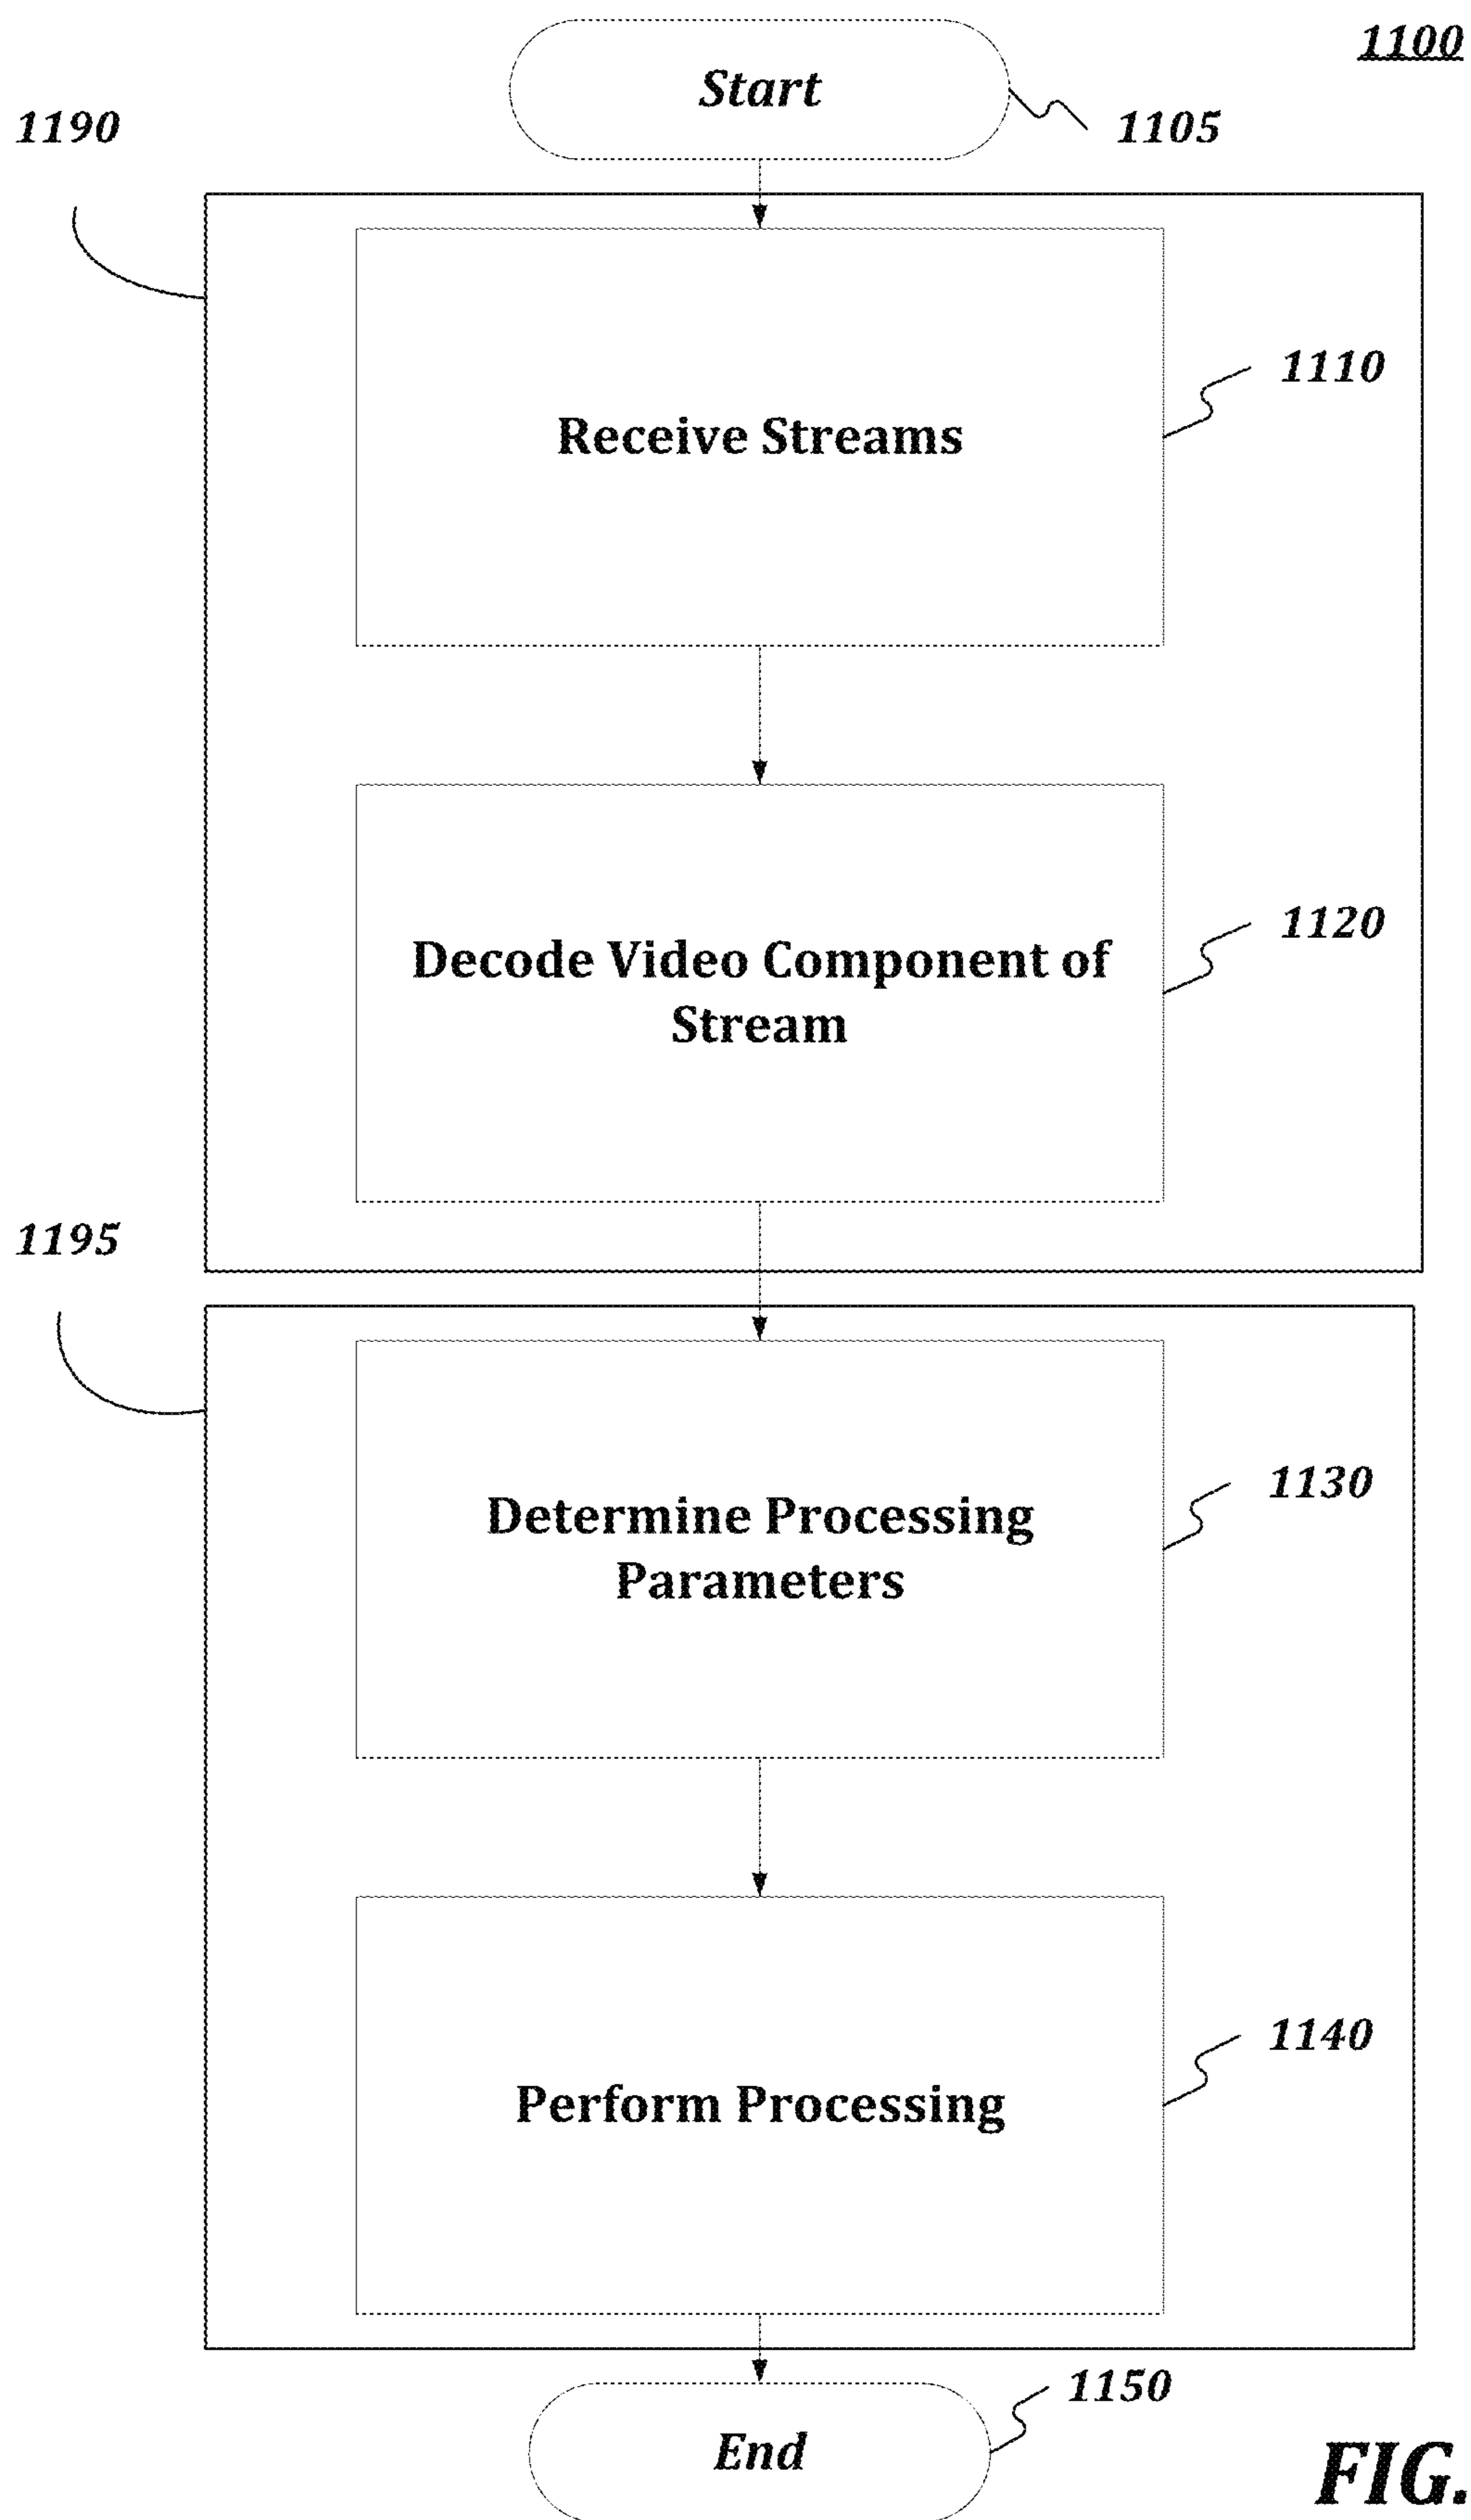 1100
Start
1105
1190
1110
Receive Streams
1120
Decode Video Component of
Stream
1195
1130
Determine Processing
Parameters
1140
Perform Processing
1150
End
FIG.